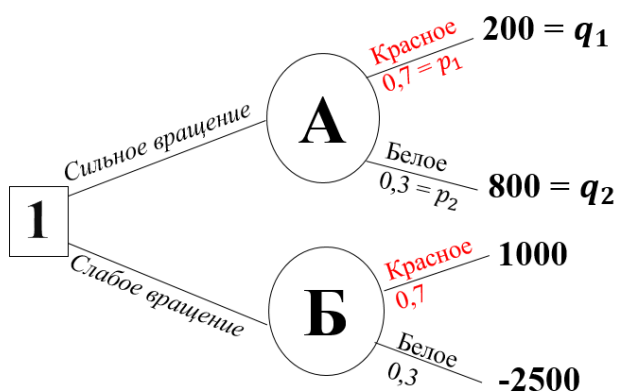 Красное
200 = q₁
0,7 = p₁
Сильное вращение
А
Белое
0,3 = p₂
800 = q₂
1
Слабое вращение
Б
Красное
1000
0,7
Белое
0,3
-2500